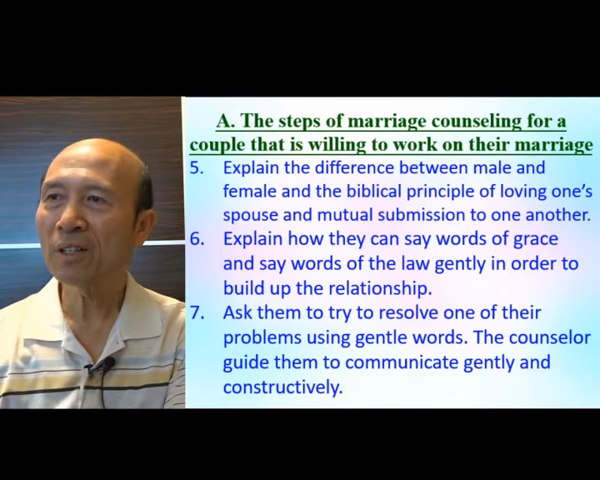 A. The steps of marriage counseling for a
couple that is willing to work on their marriage
5. Explain the difference between male and
female and the biblical principle of loving one’s
spouse and mutual submission to one another.
6. Explain how they can say words of grace
and say words of the law gently in order to
build up the relationship.
7. Ask them to try to resolve one of their
problems using gentle words. The counselor
guide them to communicate gently and
constructively.